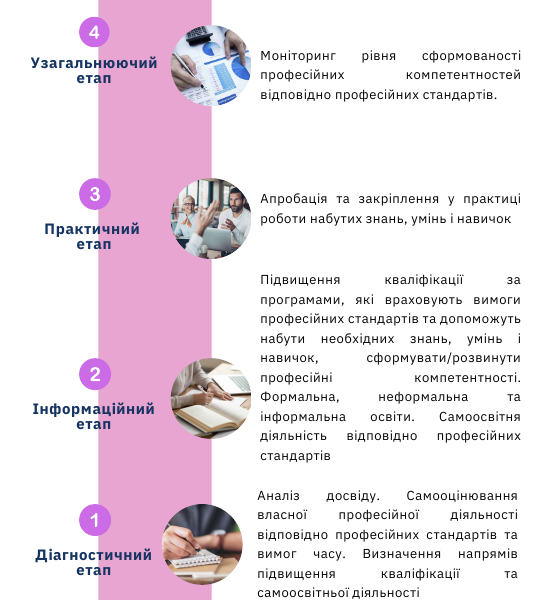 4
Узагальнюючий
етап
Моніторинг рівня сформованості
професійних компетентностей
відповідно професійних стандартів.
3
Практичний
етап
Апробація та закріплення у практиці
роботи набутих знань, умінь і навичок
2
Інформаційний
етап
Підвищення кваліфікації за
програмами, які враховують вимоги
професійних стандартів та допоможуть
набути необхідних знань, умінь і
навичок, сформувати/розвинути
професійні компетентності.
Формальна, неформальна та
інформальна освіти. Самоосвітня
діяльність відповідно професійних
стандартів
1
Діагностичний
етап
Аналіз досвіду. Самооцінювання
власної професійної діяльності
відповідно професійних стандартів та
вимог часу. Визначення напрямів
підвищення кваліфікації та
самоосвітньої діяльності